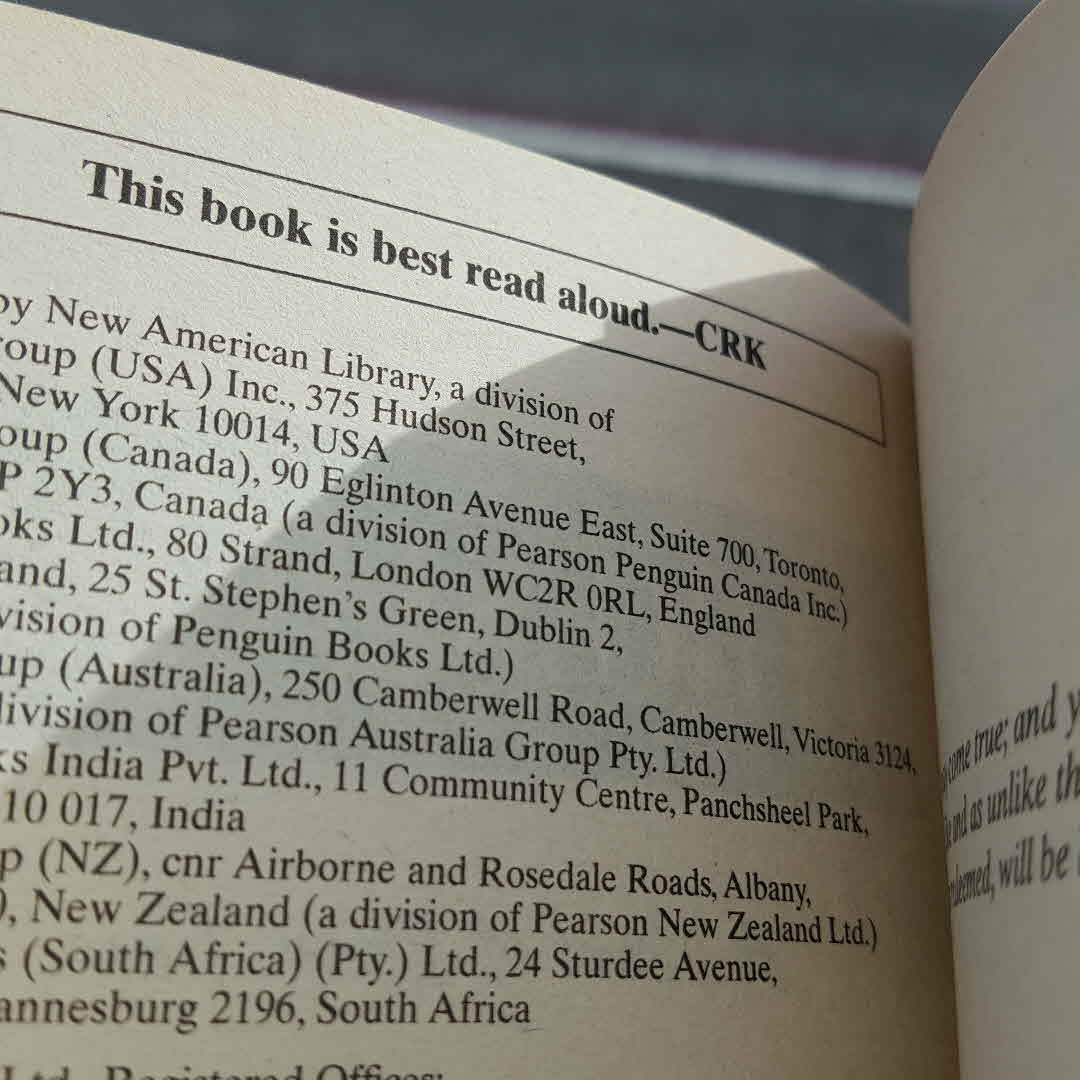 This book is best read aloud.—CRK
by New American Library, a division of
roup (USA) Inc., 375 Hudson Street,
New York 10014, USA
oup (Canada), 90 Eglinton Avenue East, Suite 700, Toronto,
P 2Y3, Canada (a division of Pearson Penguin Canada Inc.)
oks Ltd., 80 Strand, London WC2R 0RL, England
and, 25 St. Stephen's Green, Dublin 2,
vision of Penguin Books Ltd.)
up (Australia), 250 Camberwell Road, Camberwell, Victoria 3124,
division of Pearson Australia Group Pty. Ltd.)
ks India Pvt. Ltd., 11 Community Centre, Panchsheel Park,
10 017, India
p (NZ), cnr Airborne and Rosedale Roads, Albany,
), New Zealand (a division of Pearson New Zealand Ltd.)
s (South Africa) (Pty.) Ltd., 24 Sturdee Avenue,
annesburg 2196, South Africa
Ltd., Registered Offices:
come true; and y
and as unlike th
will be